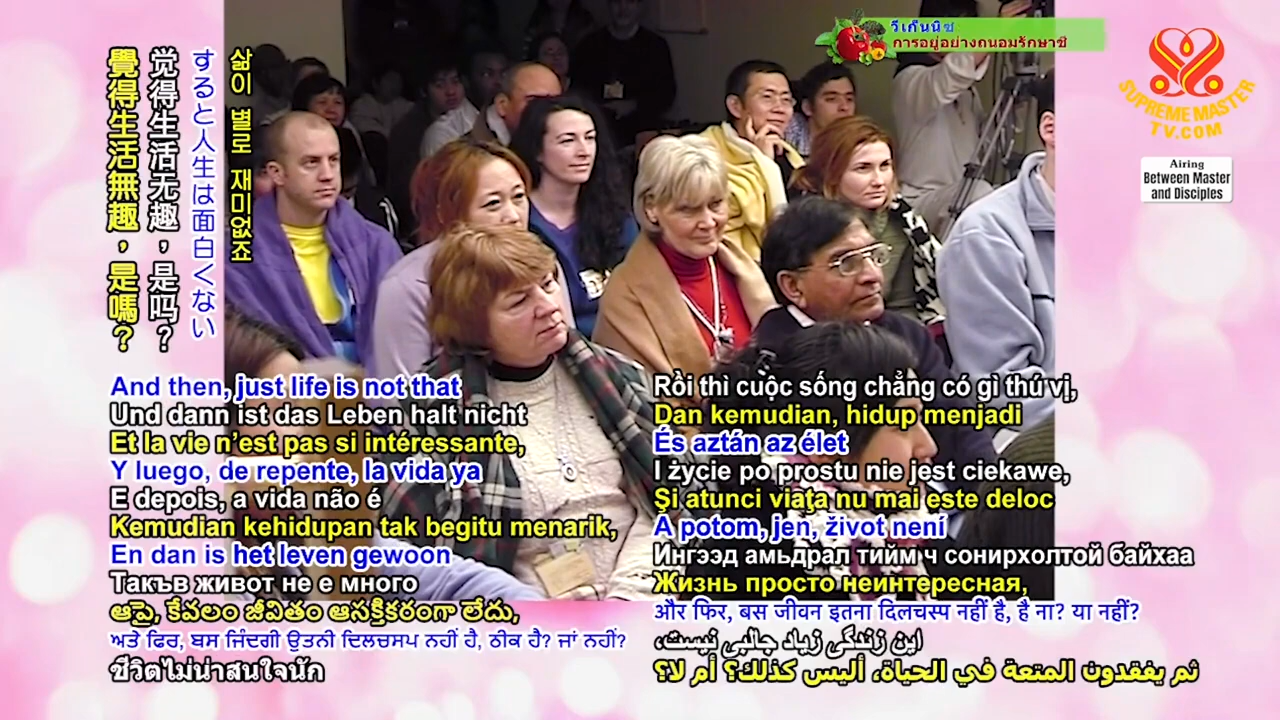 วีแก็นนิซ
การอยู่อย่างถนอมรักษาชี
SUPREME MASTER
TV.COM
Airing
Between Master
and Disciples
覺得生活無趣，是嗎？
觉得生活无趣，是吗？
すると人生は面白くない
삶이 별로 재미없죠
And then, just life is not that
Und dann ist das Leben halt nicht
Et la vie n’est pas si intéressante,
Y luego, de repente, la vida ya
E depois, a vida não é
Kemudian kehidupan tak begitu menarik,
En dan is het leven gewoon
Такъв живот не е много
ఆపై, కేవలం జీవితం ఆసక్తికరంగా లేదు,
ਅਤੇ ਫਿਰ, ਬਸ ਜਿੰਦਗੀ ਉਤਨੀ ਦਿਲਚਸਪ ਨਹੀਂ ਹੈ, ਠੀਕ ਹੈ? ਜਾਂ ਨਹੀਂ?
ชีวิตไม่น่าสนใจนัก
Rồi thì cuộc sống chẳng có gì thú vị,
Dan kemudian, hidup menjadi
És aztán az élet
I życie po prostu nie jest ciekawe,
Şi atunci viaţa nu mai este deloc
A potom, jen, život není
Ингээд амьдрал тийм ч сонирхолтой байхаа
Жизнь просто неинтересная,
और फिर, बस जीवन इतना दिलचस्प नहीं है, है ना? या नहीं?
این زندگی زیاد جالبی نیست،
ثم يفقدون المتعة في الحياة، أليس كذلك؟ أم لا؟